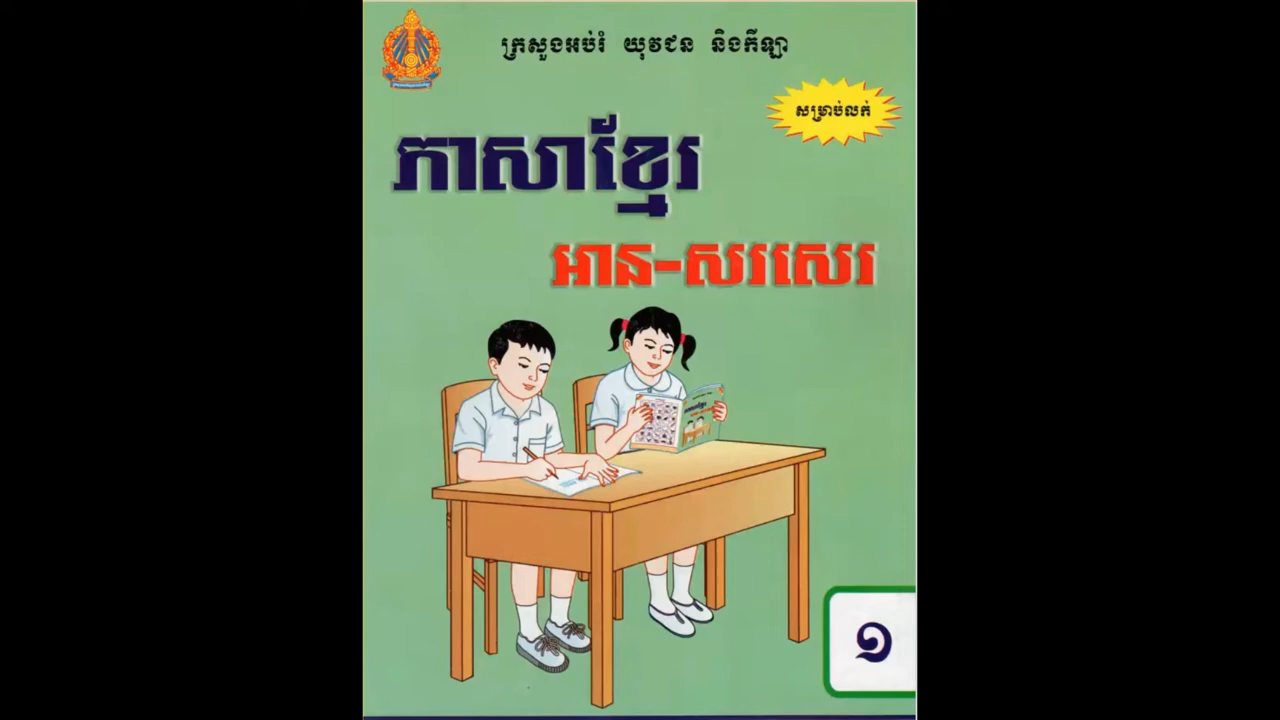 ក្រសួងអប់រំ យុវជន និងកីឡា
សម្រាប់លក់
ភាសាខ្មែរ
អាន-សរសេរ
១